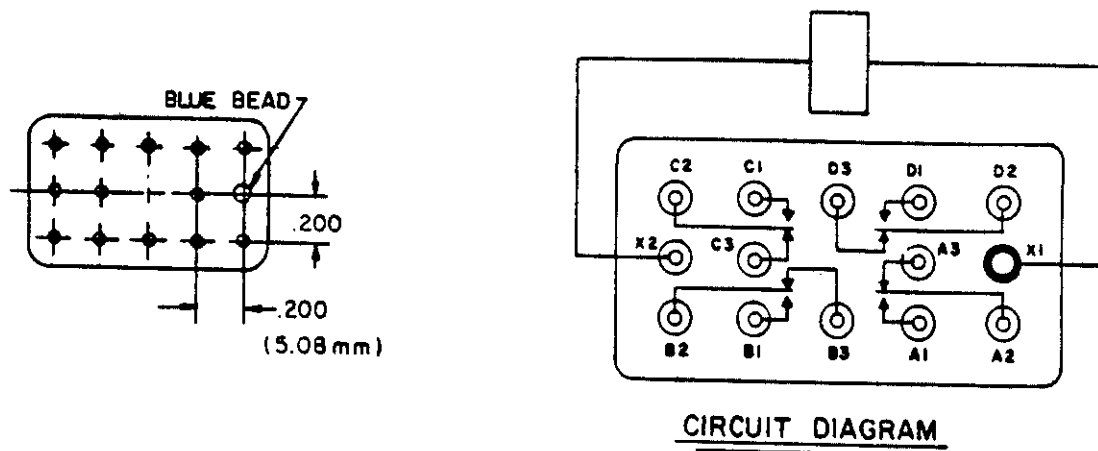 BLUE BEAD
.200
.200
(5.08mm)
C2 C1 D3 D1 D2
X2 C3 A3 X1
B2 B1 B3 A1 A2
CIRCUIT DIAGRAM